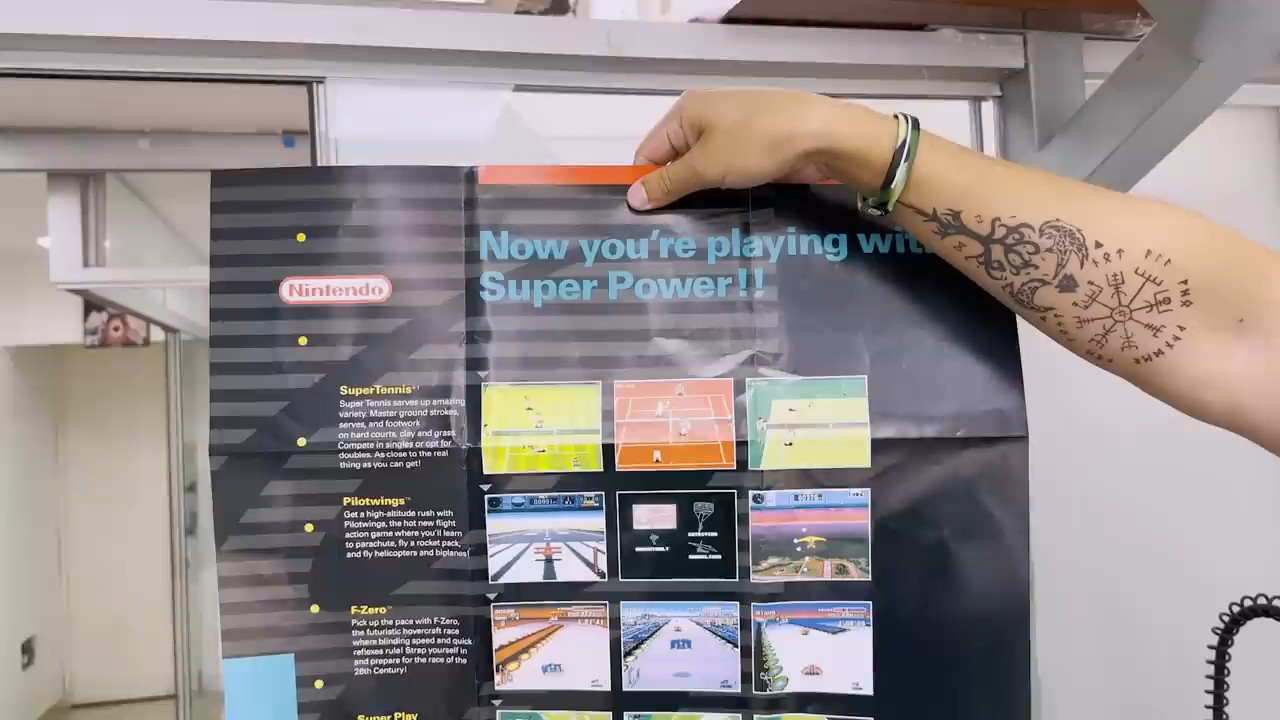 Now you're playing wit
Super Power!!
Nintendo
SuperTennis™
Super Tennis serves up amazing
variety. Master ground strokes,
serves, and footwork
on hard courts, clay and grass.
Compete in singles or opt for
doubles. As close to the real
thing as you can get!
Pilotwings™
Get a high-altitude rush with
Pilotwings, the hot new flight
action game where you'll learn
to parachute, fly a rocket pack,
and fly helicopters and biplanes!
F-Zero™
Pick up the pace with F-Zero,
the futuristic hovercraft race
where blinding speed and quick
reflexes rule! Strap yourself in
and prepare for the race of the
26th Century!
Super Play